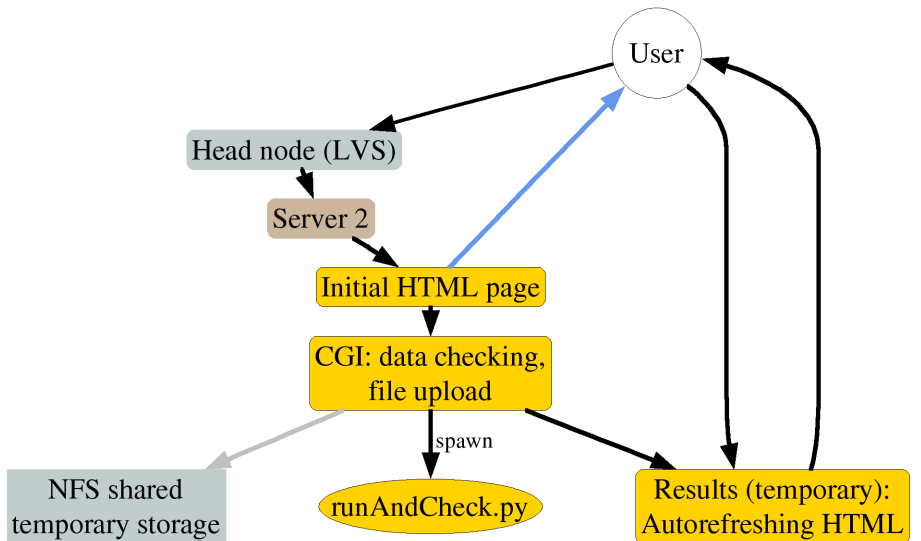 User
Head node (LVS)
Server 2
Initial HTML page
CGI: data checking,
file upload
spawn
NFS shared
temporary storage
runAndCheck.py
Results (temporary):
Autorefreshing HTML